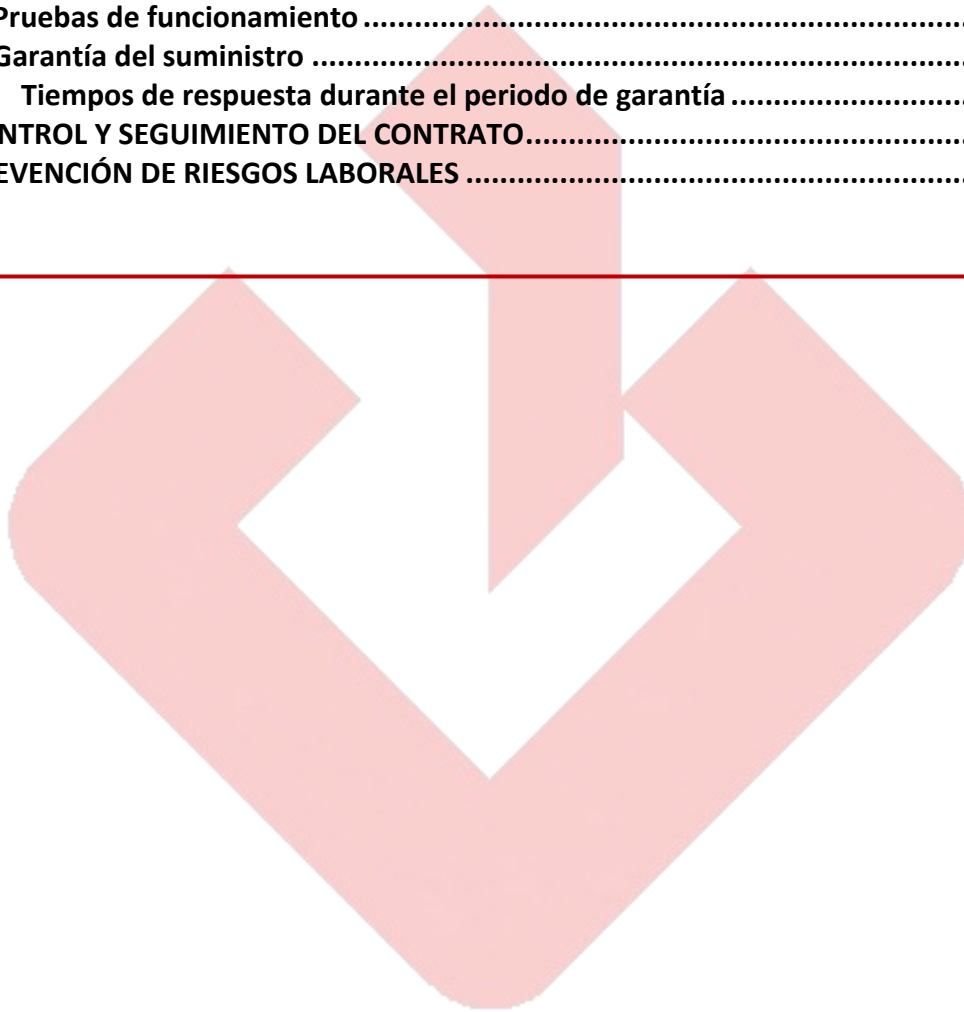 Pruebas de funcionamiento ............................................................................
Garantía del suministro ..................................................................................
Tiempos de respuesta durante el periodo de garantía ................................
NTROL Y SEGUIMIENTO DEL CONTRATO..........................................................
EVENCIÓN DE RIESGOS LABORALES ..................................................................